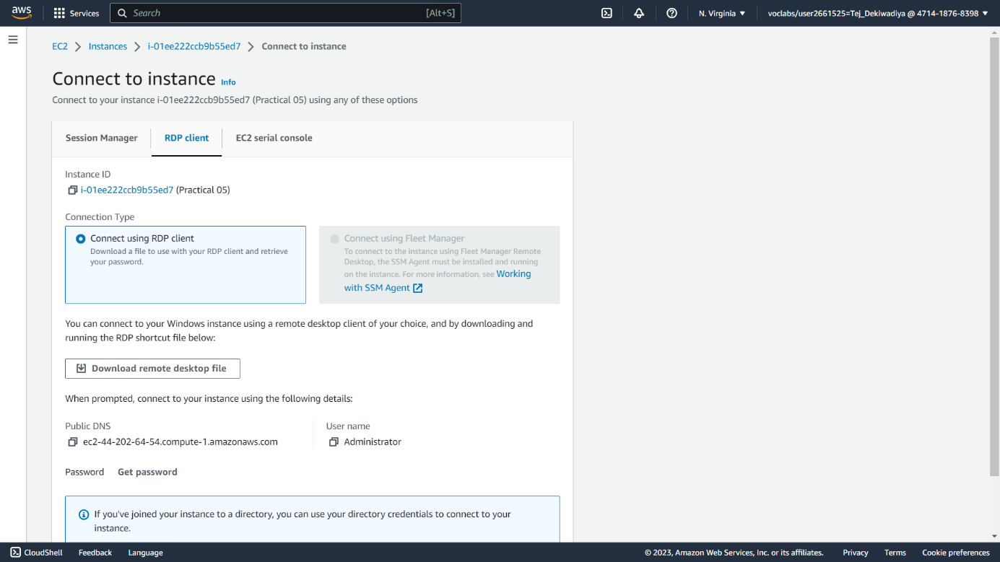 aws
Services
Search
[Alt+S]
N. Virginia
voclabs/user2661525=Tej_Dekiwadiya @ 4714-1876-8398
EC2
Instances
i-01ee222ccb9b55ed7
Connect to instance
Connect to instance Info
Connect to your instance i-01ee222ccb9b55ed7 (Practical 05) using any of these options
Session Manager
RDP client
EC2 serial console
Instance ID
i-01ee222ccb9b55ed7 (Practical 05)
Connection Type
Connect using RDP client
Download a file to use with your RDP client and retrieve
your password.
Connect using Fleet Manager
To connect to the instance using Fleet Manager Remote
Desktop, the SSM Agent must be installed and running
on the instance. For more information, see Working
with SSM Agent
You can connect to your Windows instance using a remote desktop client of your choice, and by downloading and
running the RDP shortcut file below:
Download remote desktop file
When prompted, connect to your instance using the following details:
Public DNS
ec2-44-202-64-54.compute-1.amazonaws.com
User name
Administrator
Password Get password
If you've joined your instance to a directory, you can use your directory credentials to connect to your
instance.
CloudShell
Feedback
Language
© 2023, Amazon Web Services, Inc. or its affiliates.
Privacy
Terms
Cookie preferences